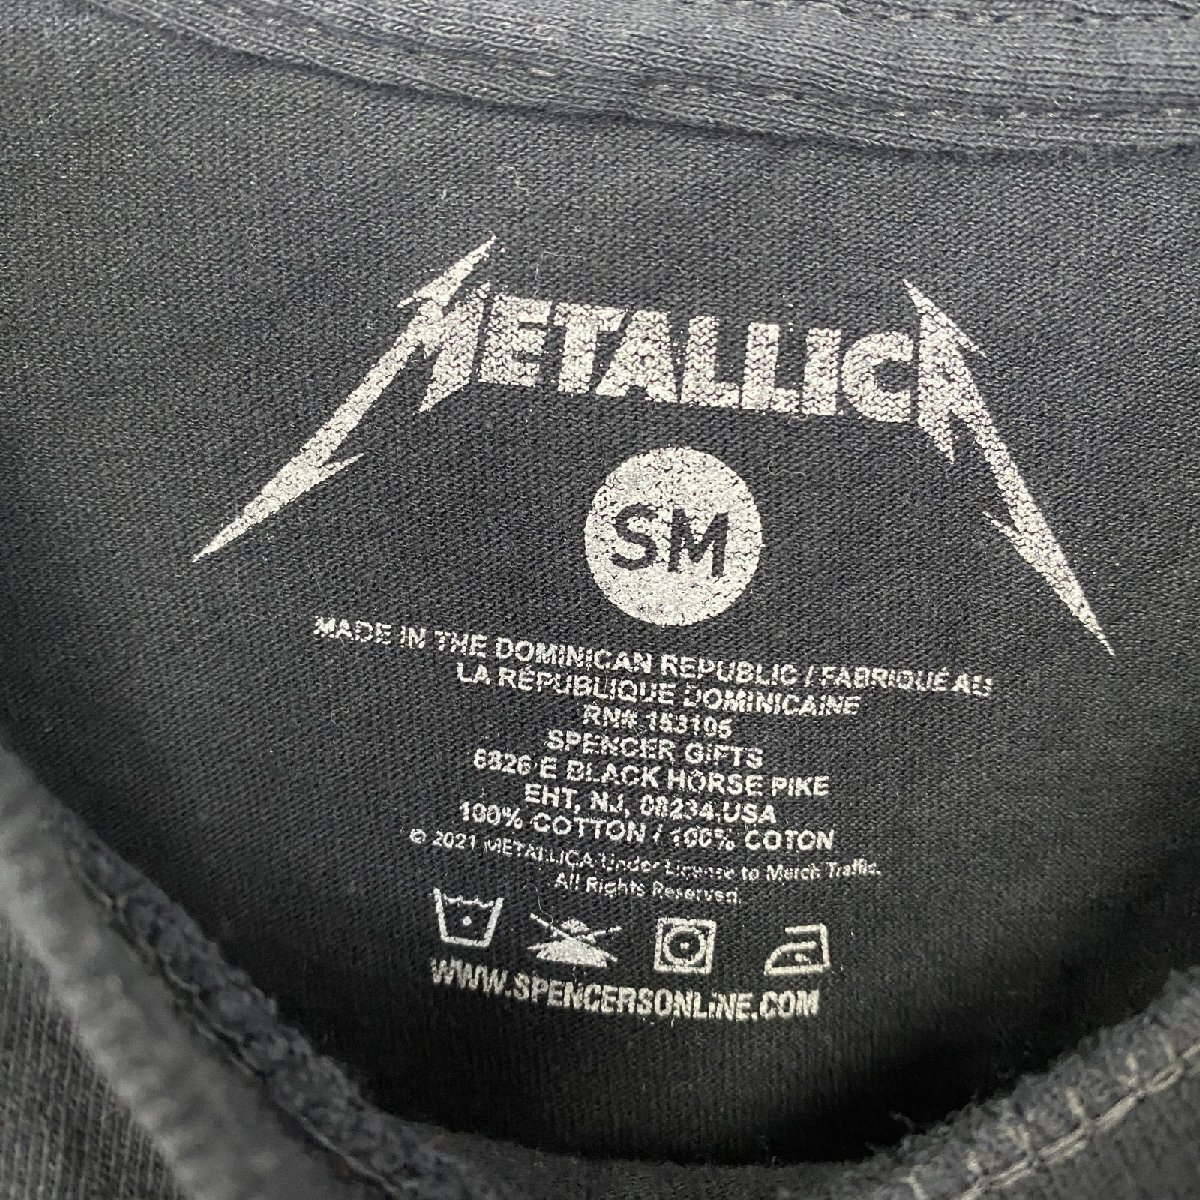 METALLICA
SM
MADE IN THE DOMINICAN REPUBLIC / FABRIQUÉ AU
LA RÉPUBLIQUE DOMINICAINE
RN# 153105
SPENCER GIFTS
6826 E BLACK HORSE PIKE
EHT, NJ, 08234.USA
100% COTTON / 100% COTON
© 2021 METALLICA Under License to Merch Traffic.
All Rights Reserved.
WWW.SPENCERSONLINE.COM